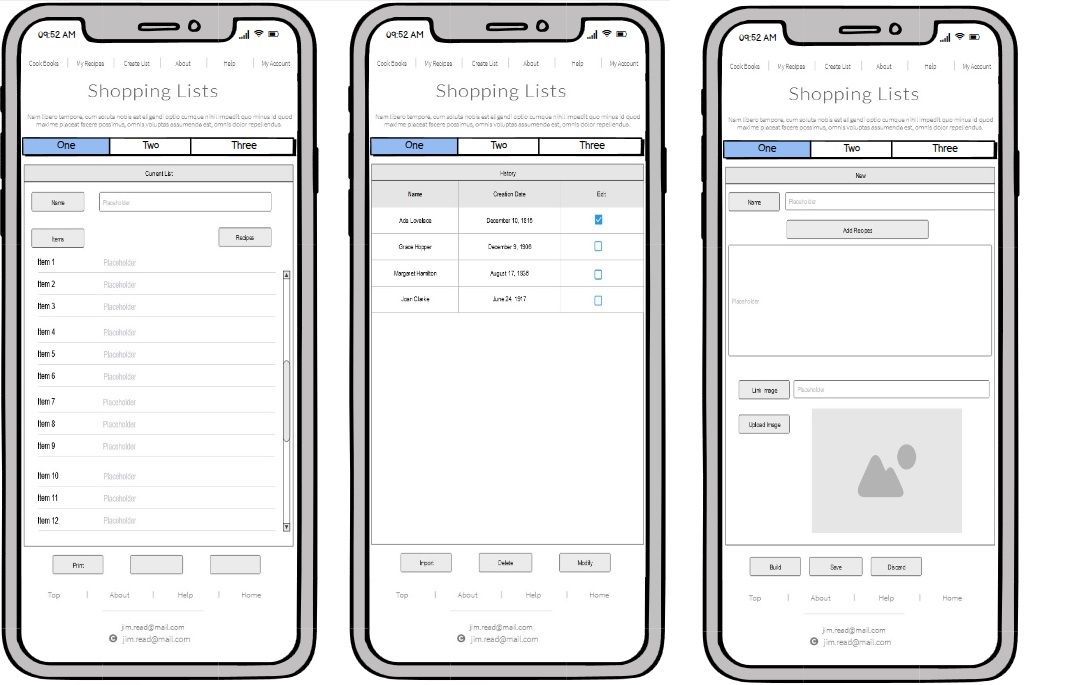 09:52 AM
Cook Books | My Recipes | Create List | About | Help | My Account
Shopping Lists
Nam libero tempore, cum soluta nobis est eligendi optio cumque nihil impedit quo minus id quod
maxime placeat facere possimus, omnis voluptas assumenda est, omnis dolor repellendus.
One Two Three
Current List
Name Placeholder
Items Recipes
Item 1 Placeholder
Item 2 Placeholder
Item 3 Placeholder
Item 4 Placeholder
Item 5 Placeholder
Item 6 Placeholder
Item 7 Placeholder
Item 8 Placeholder
Item 9 Placeholder
Item 10 Placeholder
Item 11 Placeholder
Item 12 Placeholder
Print
Top | About | Help | Home
jim.read@mail.com
jim.read@mail.com
09:52 AM
Cook Books | My Recipes | Create List | About | Help | My Account
Shopping Lists
Nam libero tempore, cum soluta nobis est eligendi optio cumque nihil impedit quo minus id quod
maxime placeat facere possimus, omnis voluptas assumenda est, omnis dolor repellendus.
One Two Three
History
Name Creation Date Edit
Ada Lovelace December 10, 1815
Grace Hopper December 9, 1906
Margaret Hamilton August 17, 1936
Joan Clarke June 24, 1917
Import Delete Modify
Top | About | Help | Home
jim.read@mail.com
jim.read@mail.com
09:52 AM
Cook Books | My Recipes | Create List | About | Help | My Account
Shopping Lists
Nam libero tempore, cum soluta nobis est eligendi optio cumque nihil impedit quo minus id quod
maxime placeat facere possimus, omnis voluptas assumenda est, omnis dolor repellendus.
One Two Three
New
Name Placeholder
Add Recipes
Placeholder
Link Image Placeholder
Upload Image
Build Save Discard
Top | About | Help | Home
jim.read@mail.com
jim.read@mail.com